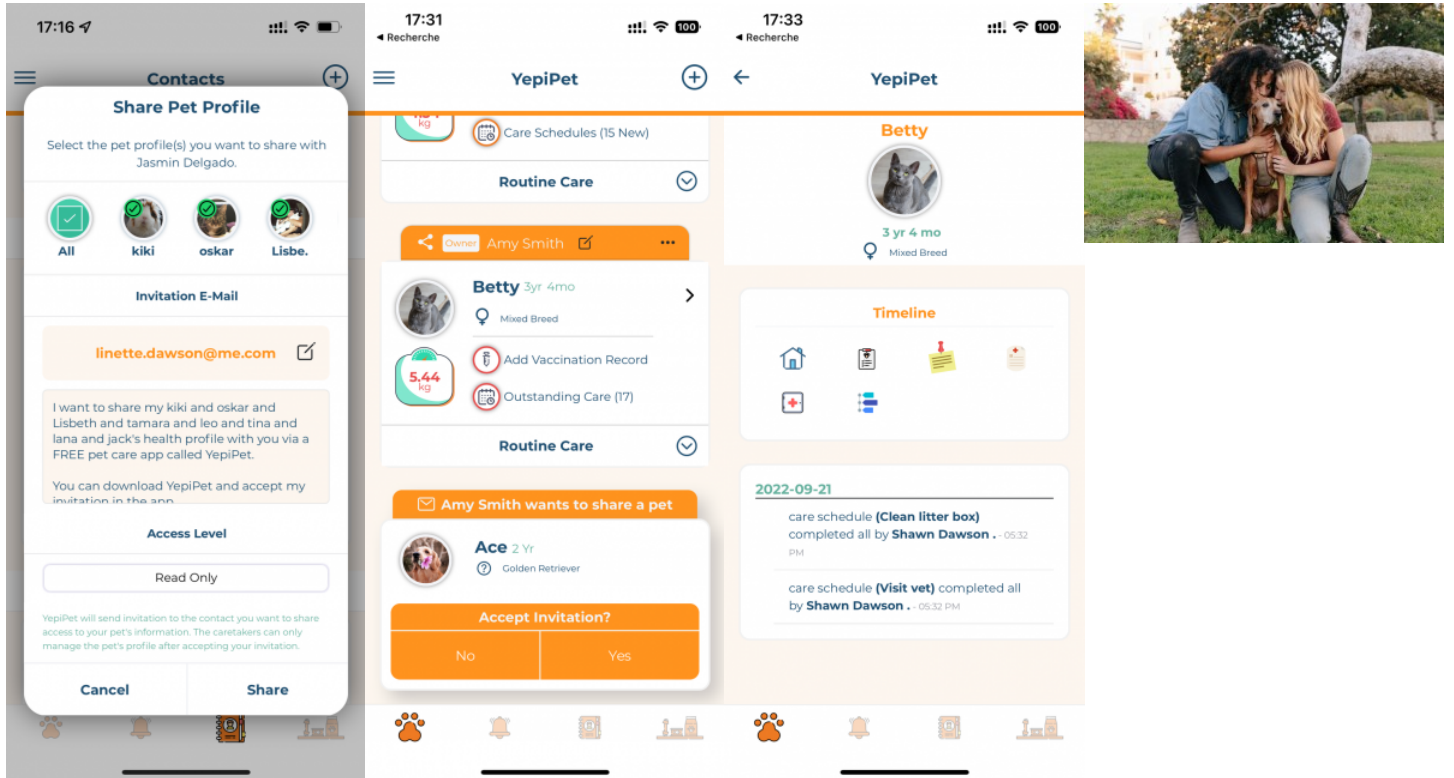 17:16
Contacts
Share Pet Profile
Select the pet profile(s) you want to share with
Jasmin Delgado.
All
kiki
oskar
Lisbe.
Invitation E-Mail
linette.dawson@me.com
I want to share my kiki and oskar and
Lisbeth and tamara and leo and tina and
lana and jack's health profile with you via a
FREE pet care app called YepiPet.
You can download YepiPet and accept my
invitation in the app
Access Level
Read Only
YepiPet will send invitation to the contact you want to share
access to your pet's information. The caretakers can only
manage the pet's profile after accepting your invitation.
Cancel
Share
17:31
100
◀ Recherche
YepiPet
kg
Care Schedules (15 New)
Routine Care
Owner Amy Smith
Betty 3yr 4mo
Mixed Breed
5.44
kg
Add Vaccination Record
Outstanding Care (17)
Routine Care
Amy Smith wants to share a pet
Ace 2 Yr
Golden Retriever
Accept Invitation?
No
Yes
17:33
100
◀ Recherche
YepiPet
Betty
3 yr 4 mo
Mixed Breed
Timeline
2022-09-21
care schedule (Clean litter box)
completed all by Shawn Dawson . - 05:32
PM
care schedule (Visit vet) completed all
by Shawn Dawson . - 05:32 PM